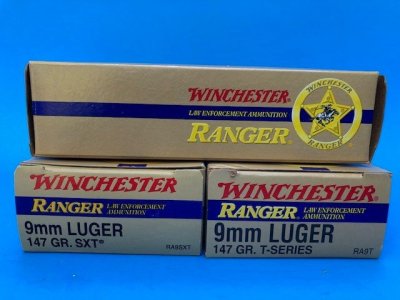 WINCHESTER®
LAW ENFORCEMENT AMMUNITION
RANGER®
WINCHESTER
RANGER
WINCHESTER®
RANGER® LAW ENFORCEMENT
AMMUNITION
9mm LUGER
147 GR. SXT®
RA9SXT
WINCHESTER®
RANGER® LAW ENFORCEMENT
AMMUNITION
9mm LUGER
147 GR. T-SERIES
RA9T